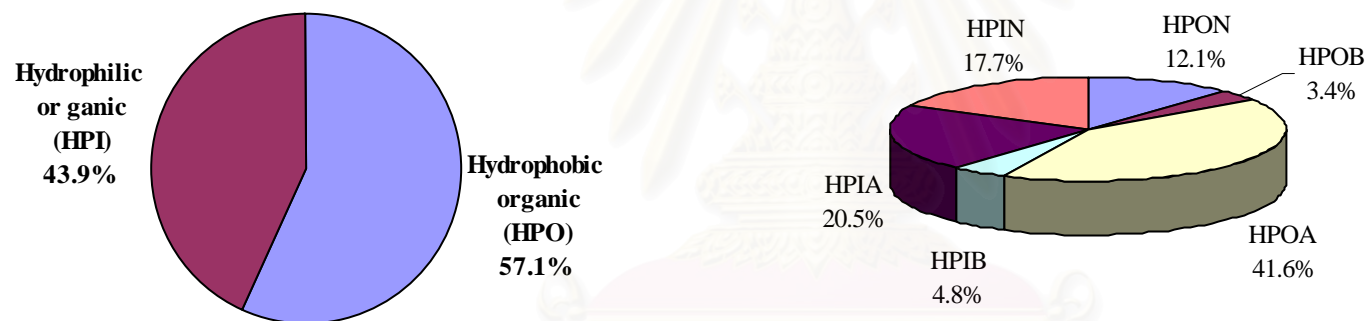 Hydrophilic
or ganic
(HPI)
43.9%
Hydrophobic
organic
(HPO)
57.1%
HPIN
17.7%
HPON
12.1%
HPOB
3.4%
HPIA
20.5%
HPIB
4.8%
HPOA
41.6%